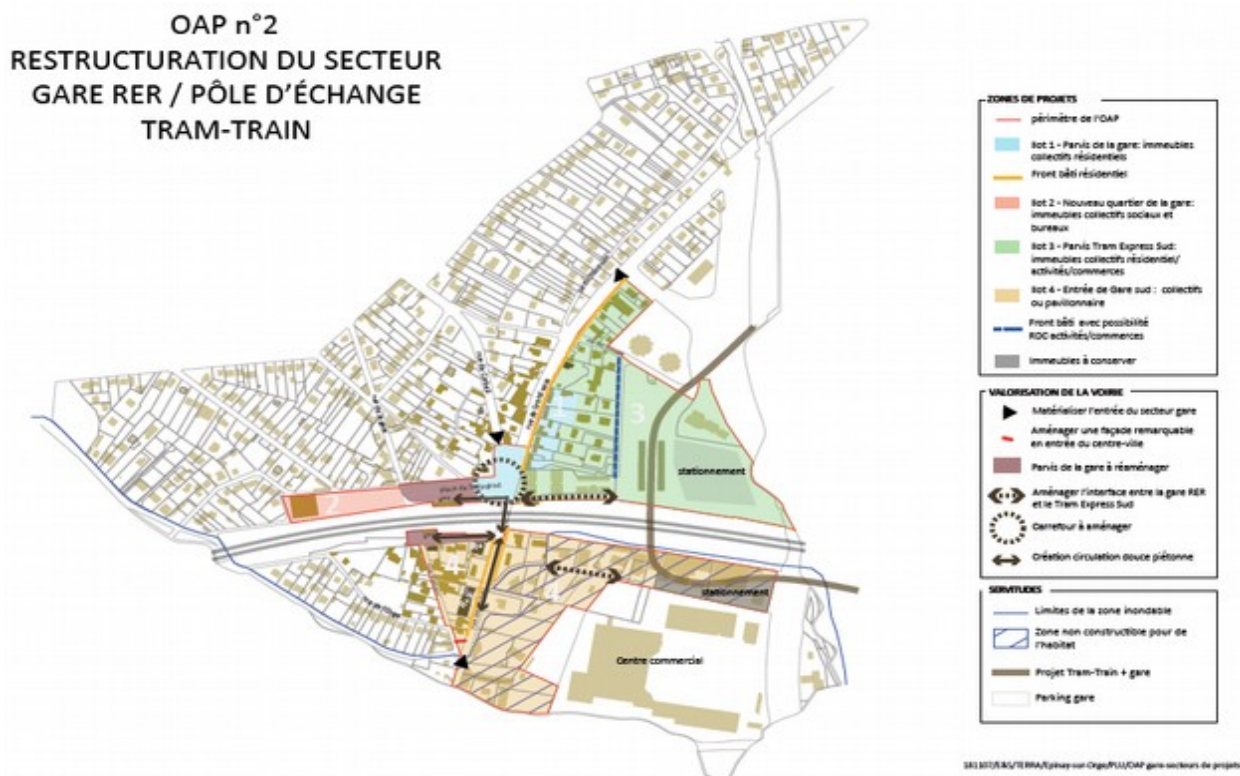 OAP n°2
RESTRUCTURATION DU SECTEUR
GARE RER / PÔLE D'ÉCHANGE
TRAM-TRAIN
ZONES DE PROJETS
périmètre de l'OAP
Ilot 1 - Parvis de la gare: immeubles
collectifs résidentiels
Front bâti résidentiel
Ilot 2 - Nouveau quartier de la gare:
immeubles collectifs sociaux et
bureaux
Ilot 3 - Parvis Tram Express Sud:
immeubles collectifs résidentiel/
activités/commerces
Ilot 4 - Entrée de Gare sud : collectifs
ou pavillonnaire
Front bâti avec possibilité
RDC activités/commerces
Immeubles à conserver
VALORISATION DE LA VOIRIE
Matérialiser l'entrée du secteur gare
Aménager une façade remarquable
en entrée du centre-ville
Parvis de la gare à réaménager
Aménager l'interface entre la gare RER
et le Tram Express Sud
Carrefour à aménager
Création circulation douce piétonne
SERVITUDES
Limites de la zone inondable
Zone non constructible pour de
l'habitat
Projet Tram-Train + gare
Parking gare
1
3
stationnement
2
4
stationnement
Centre commercial